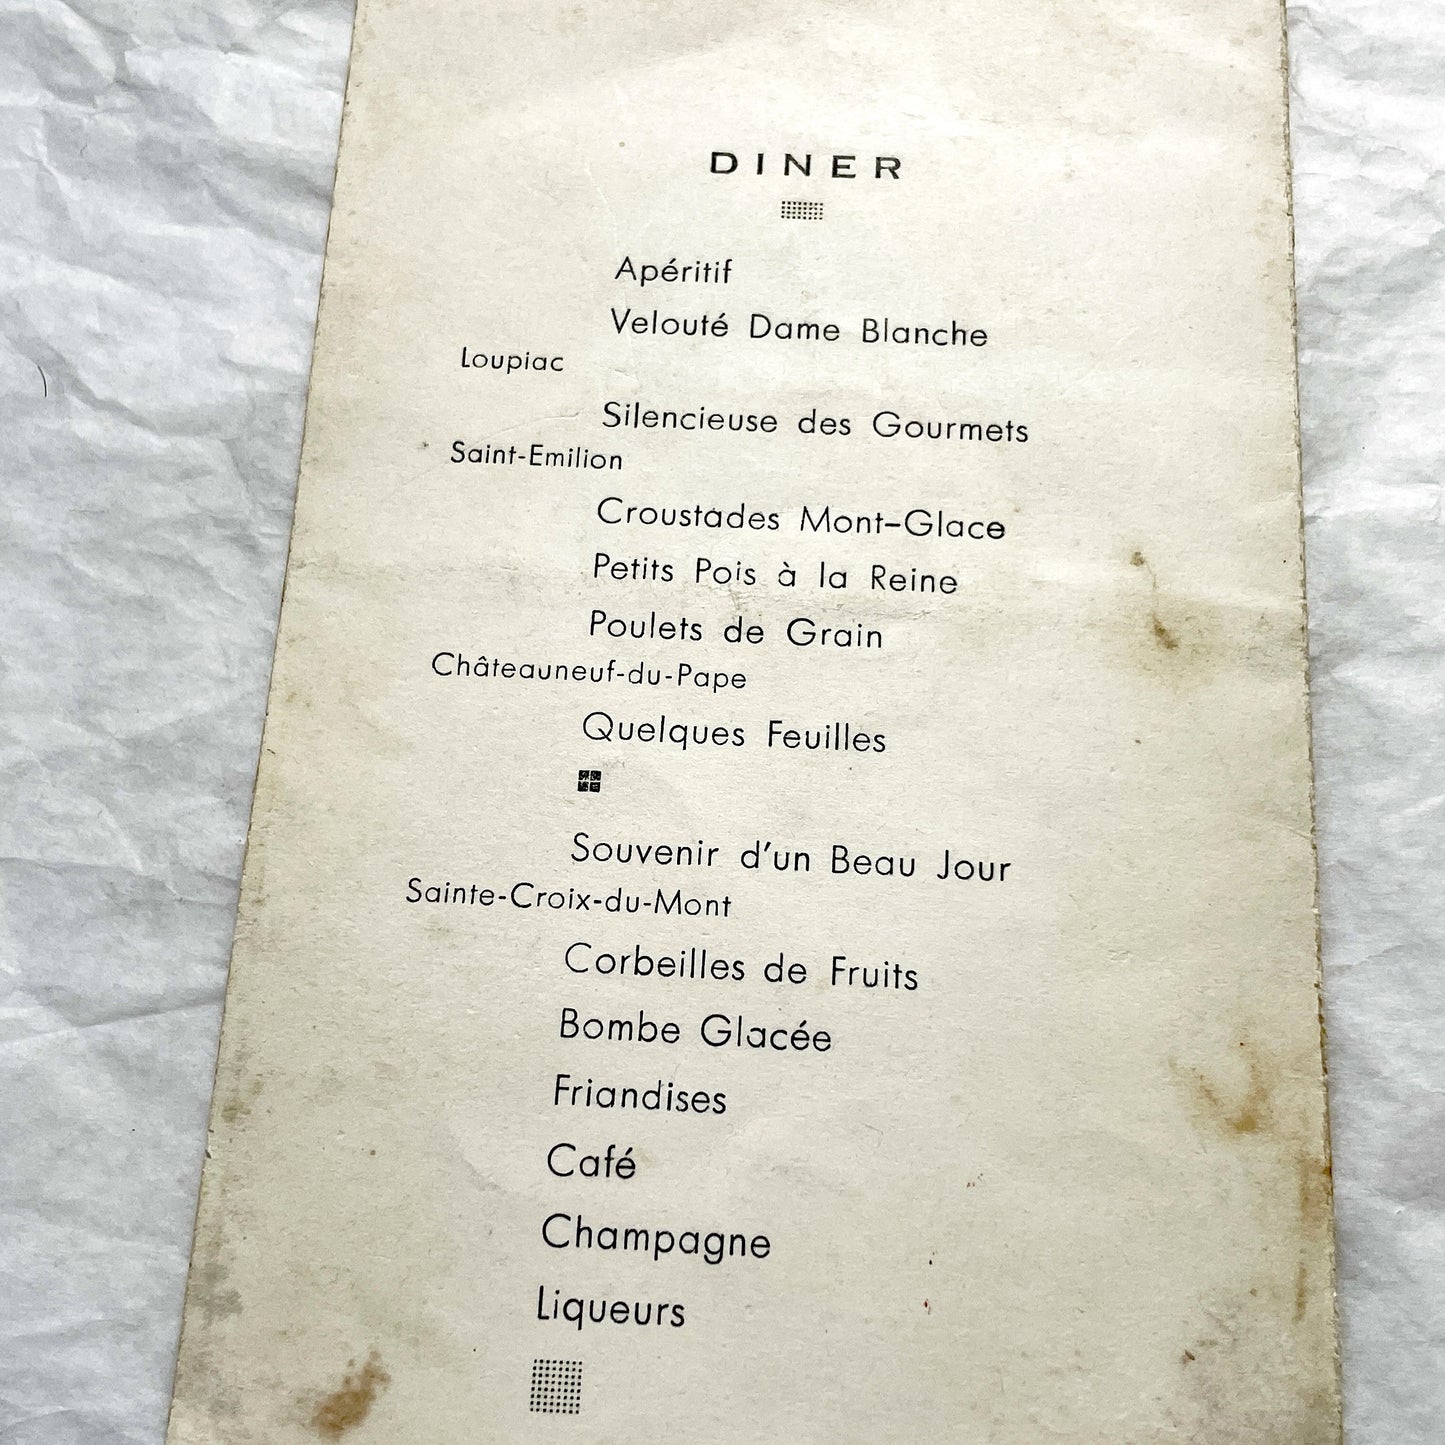 DINER
Apéritif
Velouté Dame Blanche
Loupiac
Silencieuse des Gourmets
Saint-Emilion
Croustades Mont-Glace
Petits Pois à la Reine
Poulets de Grain
Châteauneuf-du-Pape
Quelques Feuilles
Souvenir d'un Beau Jour
Sainte-Croix-du-Mont
Corbeilles de Fruits
Bombe Glacée
Friandises
Café
Champagne
Liqueurs